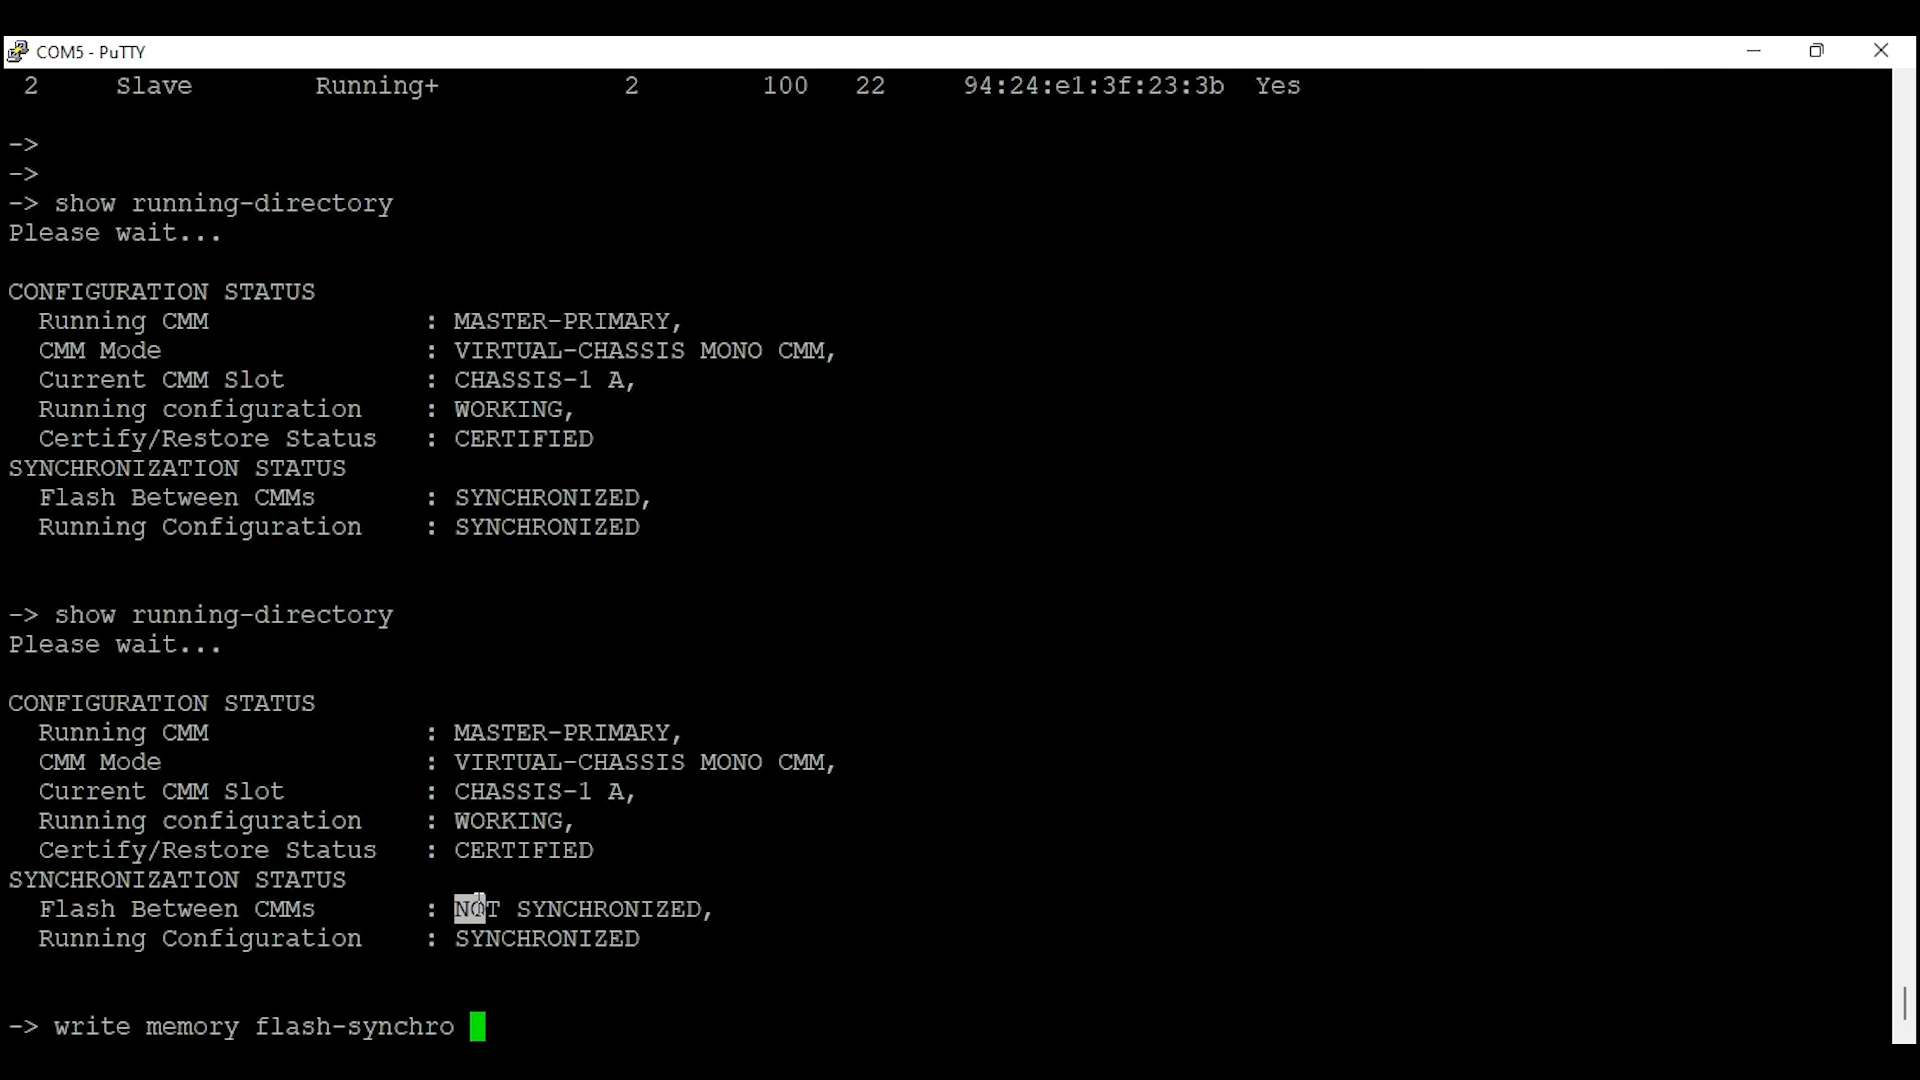 COM5 - PuTTY
2 Slave Running+ 2 100 22 94:24:e1:3f:23:3b Yes
->
->
-> show running-directory
Please wait...
CONFIGURATION STATUS
Running CMM : MASTER-PRIMARY,
CMM Mode : VIRTUAL-CHASSIS MONO CMM,
Current CMM Slot : CHASSIS-1 A,
Running configuration : WORKING,
Certify/Restore Status : CERTIFIED
SYNCHRONIZATION STATUS
Flash Between CMMs : SYNCHRONIZED,
Running Configuration : SYNCHRONIZED
-> show running-directory
Please wait...
CONFIGURATION STATUS
Running CMM : MASTER-PRIMARY,
CMM Mode : VIRTUAL-CHASSIS MONO CMM,
Current CMM Slot : CHASSIS-1 A,
Running configuration : WORKING,
Certify/Restore Status : CERTIFIED
SYNCHRONIZATION STATUS
Flash Between CMMs : NOT SYNCHRONIZED,
Running Configuration : SYNCHRONIZED
-> write memory flash-synchro